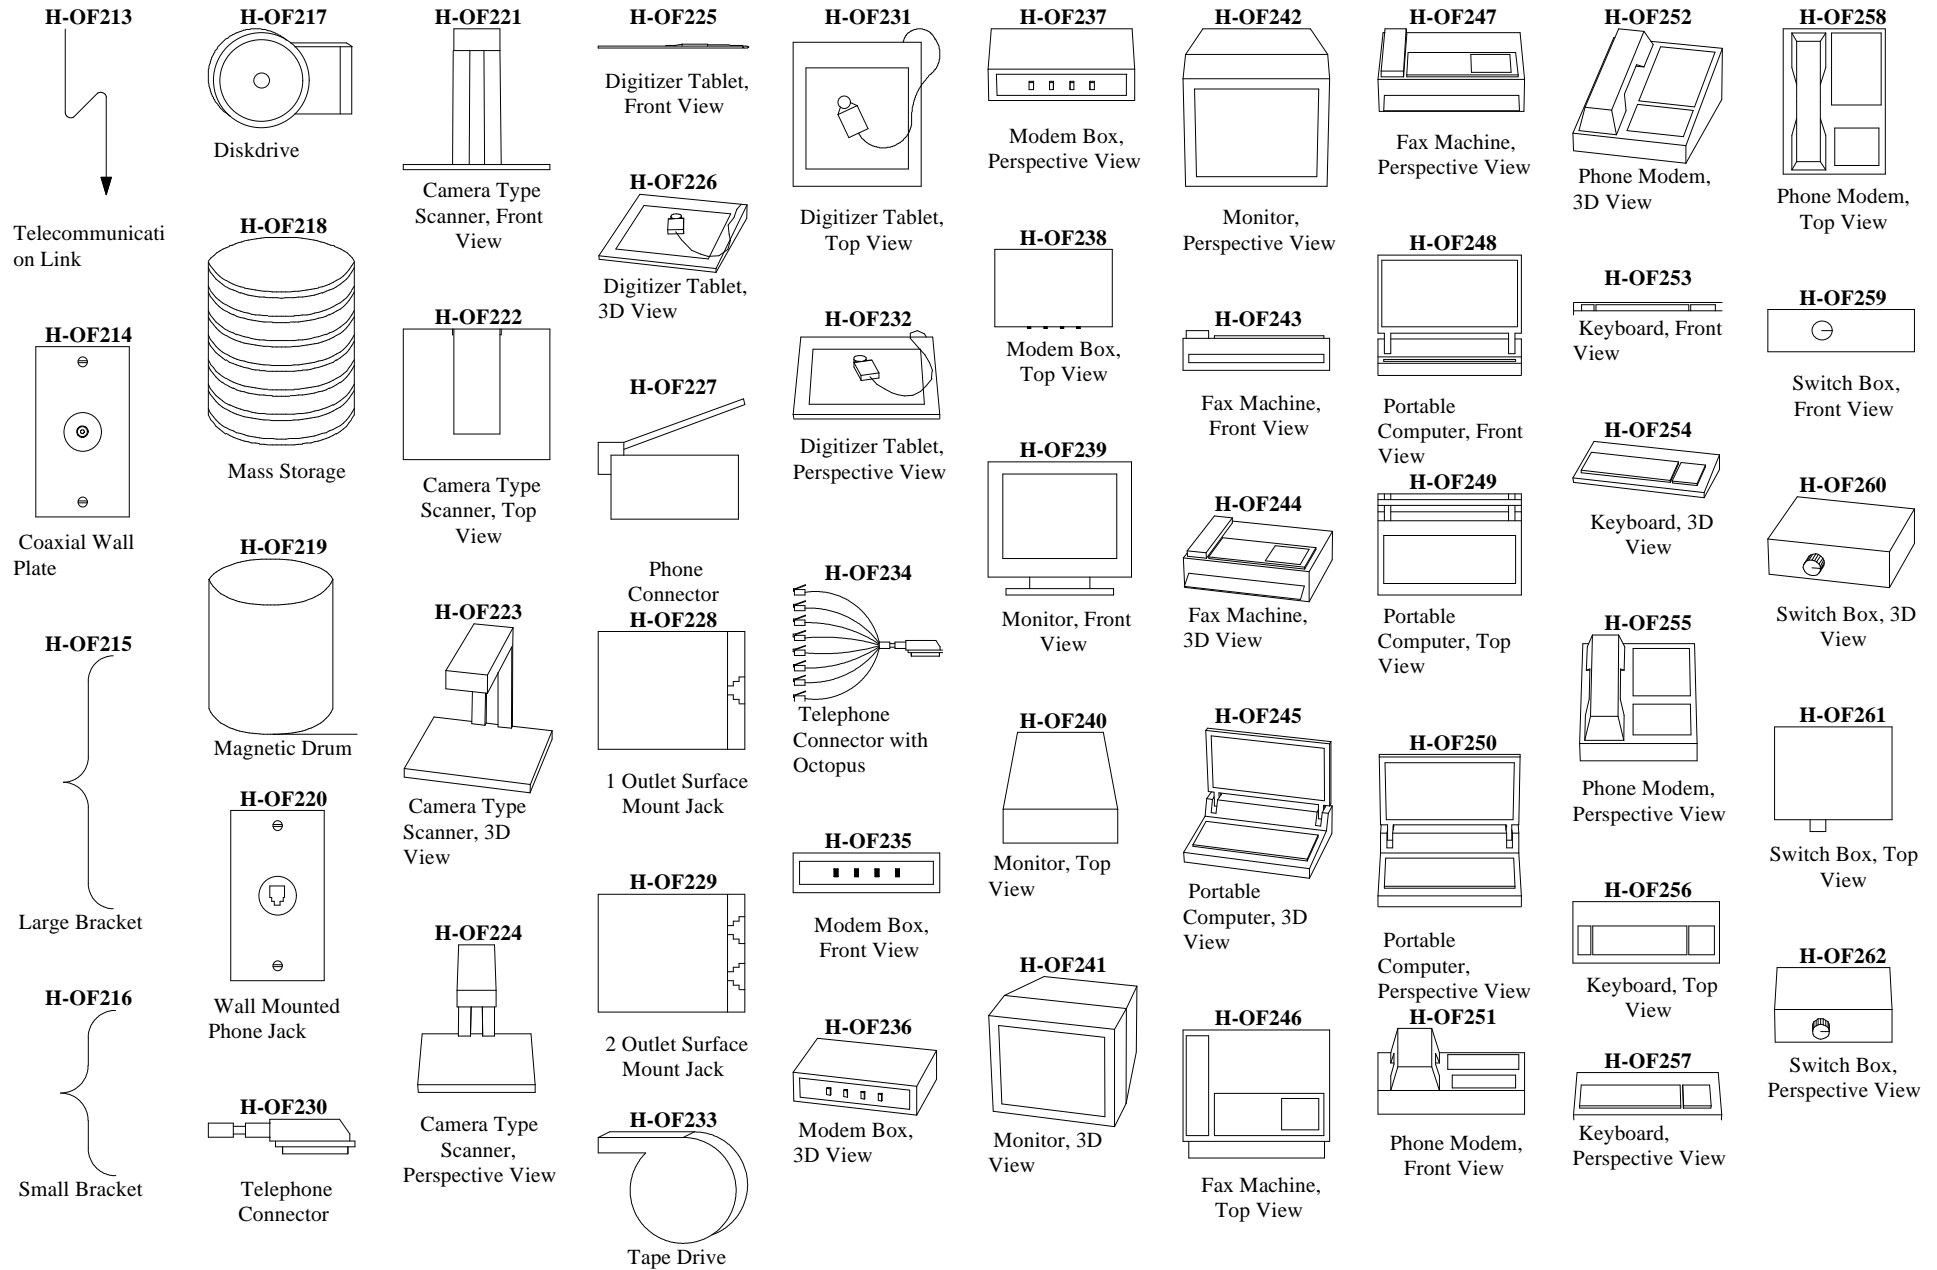 H-OF213
Telecommunicati
on Link
H-OF214
Coaxial Wall
Plate
H-OF215
Large Bracket
H-OF216
Small Bracket
H-OF217
Diskdrive
H-OF218
Mass Storage
H-OF219
Magnetic Drum
H-OF220
Wall Mounted
Phone Jack
H-OF230
Telephone
Connector
H-OF221
Camera Type
Scanner, Front
View
H-OF222
Camera Type
Scanner, Top
View
H-OF223
Camera Type
Scanner, 3D
View
H-OF224
Camera Type
Scanner,
Perspective View
H-OF225
Digitizer Tablet,
Front View
H-OF226
Digitizer Tablet,
3D View
H-OF227
Phone
Connector
H-OF228
1 Outlet Surface
Mount Jack
H-OF229
2 Outlet Surface
Mount Jack
H-OF233
Tape Drive
H-OF231
Digitizer Tablet,
Top View
H-OF232
Digitizer Tablet,
Perspective View
H-OF234
Telephone
Connector with
Octopus
H-OF235
Modem Box,
Front View
H-OF236
Modem Box,
3D View
H-OF237
Modem Box,
Perspective View
H-OF238
Modem Box,
Top View
H-OF239
Monitor, Front
View
H-OF240
Monitor, Top
View
H-OF241
Monitor, 3D
View
H-OF242
Monitor,
Perspective View
H-OF243
Fax Machine,
Front View
H-OF244
Fax Machine,
3D View
H-OF245
Portable
Computer, 3D
View
H-OF246
Fax Machine,
Top View
H-OF247
Fax Machine,
Perspective View
H-OF248
Portable
Computer, Front
View
H-OF249
Portable
Computer, Top
View
H-OF250
Portable
Computer,
Perspective View
H-OF251
Phone Modem,
Front View
H-OF252
Phone Modem,
3D View
H-OF253
Keyboard, Front
View
H-OF254
Keyboard, 3D
View
H-OF255
Phone Modem,
Perspective View
H-OF256
Keyboard, Top
View
H-OF257
Keyboard,
Perspective View
H-OF258
Phone Modem,
Top View
H-OF259
Switch Box,
Front View
H-OF260
Switch Box, 3D
View
H-OF261
Switch Box, Top
View
H-OF262
Switch Box,
Perspective View